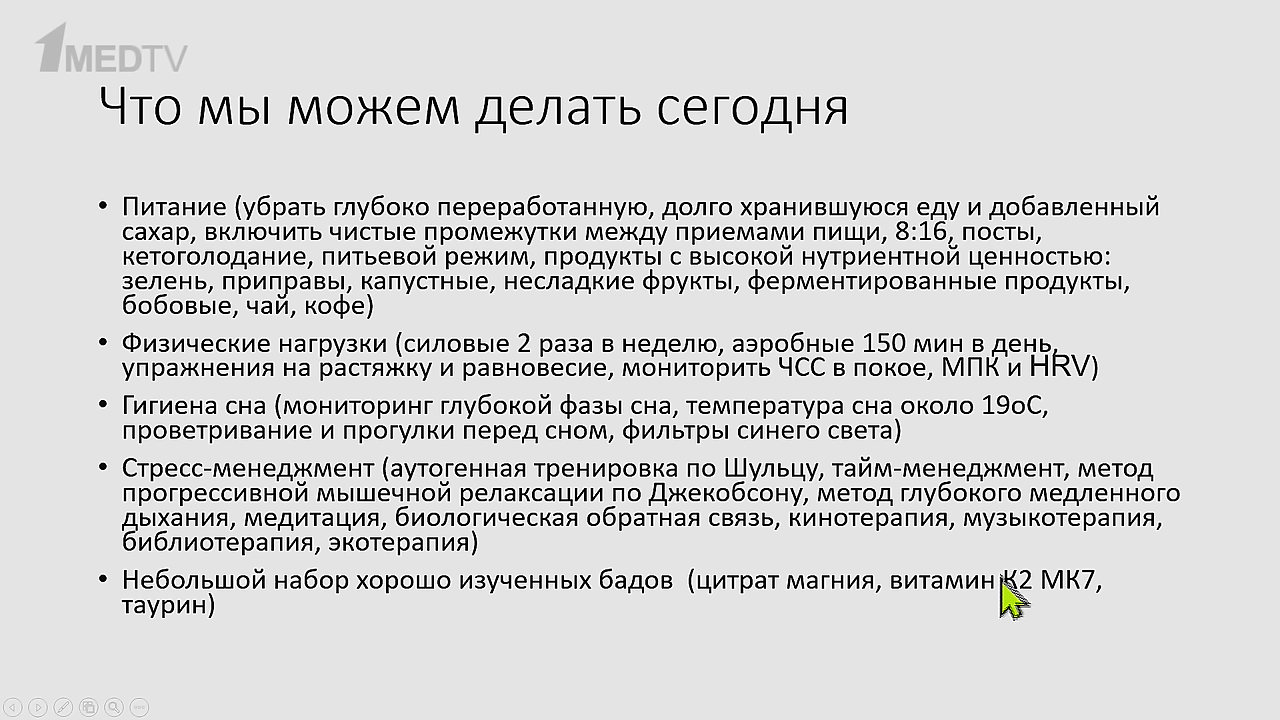 1MEDTV
Что мы можем делать сегодня
• Питание (убрать глубоко переработанную, долго хранившуюся еду и добавленный
сахар, включить чистые промежутки между приемами пищи, 8:16, посты,
кетоголодание, питьевой режим, продукты с высокой нутриентной ценностью:
зелень, приправы, капустные, несладкие фрукты, ферментированные продукты,
бобовые, чай, кофе)
• Физические нагрузки (силовые 2 раза в неделю, аэробные 150 мин в день,
упражнения на растяжку и равновесие, мониторить ЧСС в покое, МПК и HRV)
• Гигиена сна (мониторинг глубокой фазы сна, температура сна около 19оС,
проветривание и прогулки перед сном, фильтры синего света)
• Стресс-менеджмент (аутогенная тренировка по Шульцу, тайм-менеджмент, метод
прогрессивной мышечной релаксации по Джекобсону, метод глубокого медленного
дыхания, медитация, биологическая обратная связь, кинотерапия, музыкотерапия,
библиотерапия, экотерапия)
• Небольшой набор хорошо изученных бадов (цитрат магния, витамин К2 МК7,
таурин)